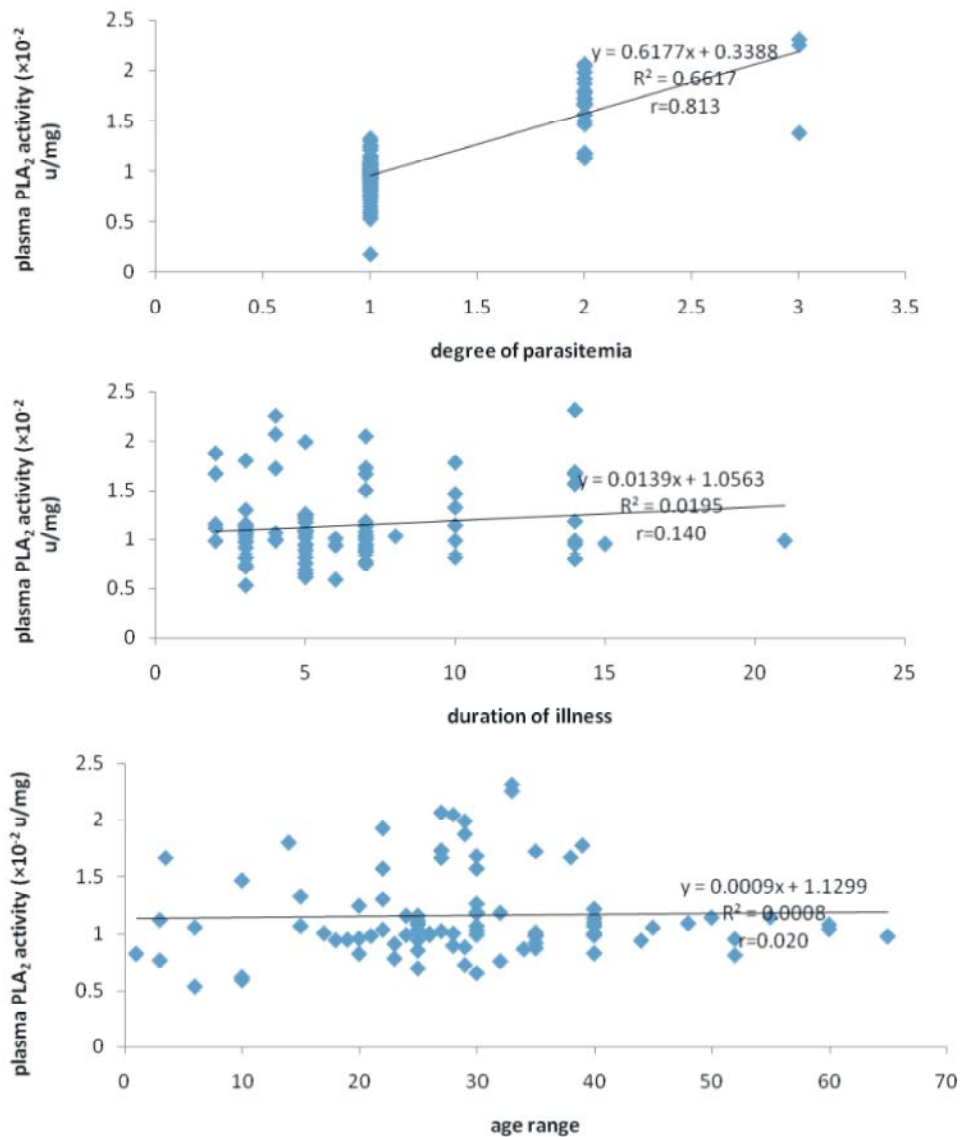 plasma PLA₂ activity (×10⁻²
u/mg)
2.5
2
1.5
1
0.5
0
y = 0.6177x + 0.3388
R² = 0.6617
r=0.813
0 0.5 1 1.5 2 2.5 3 3.5
degree of parasitemia
plasma PLA₂ activity (×10⁻²
u/mg)
2.5
2
1.5
1
0.5
0
y = 0.0139x + 1.0563
R² = 0.0195
r=0.140
0 5 10 15 20 25
duration of illness
plasma PLA₂ activity (×10⁻² u/mg)
2.5
2
1.5
1
0.5
0
y = 0.0009x + 1.1299
R² = 0.0008
r=0.020
0 10 20 30 40 50 60 70
age range